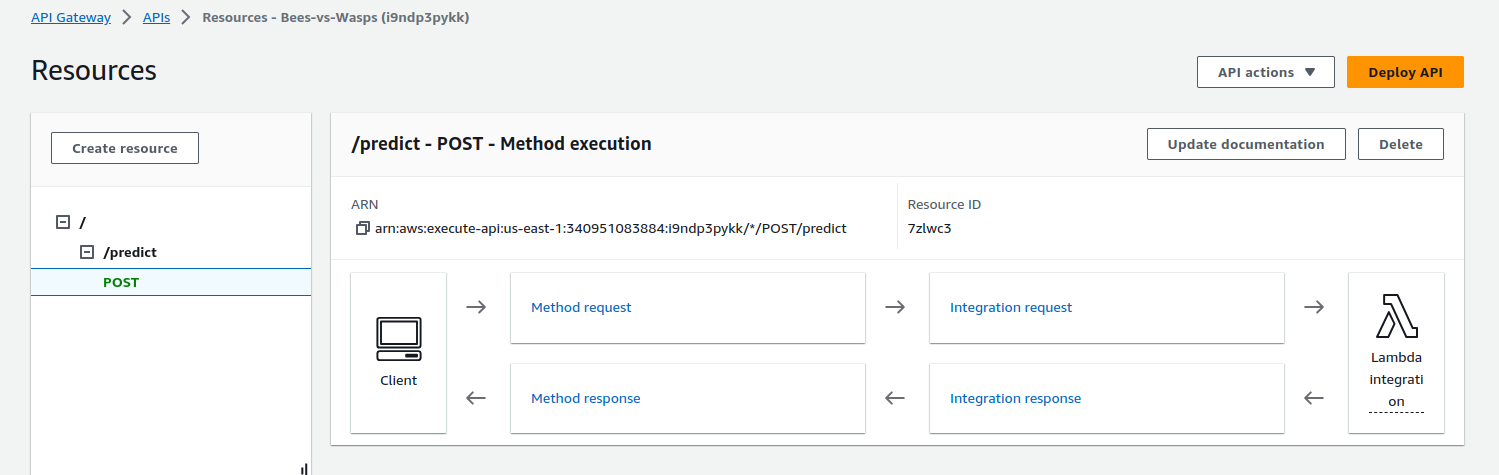 API Gateway > APIs > Resources - Bees-vs-Wasps (i9ndp3pykk)
Resources
API actions ▼ Deploy API
Create resource
/
/predict
POST
/predict - POST - Method execution
Update documentation Delete
ARN
arn:aws:execute-api:us-east-1:340951083884:i9ndp3pykk/*/POST/predict
Resource ID
7zlwc3
Client
Method request
Integration request
Lambda
integrati
on
Method response
Integration response